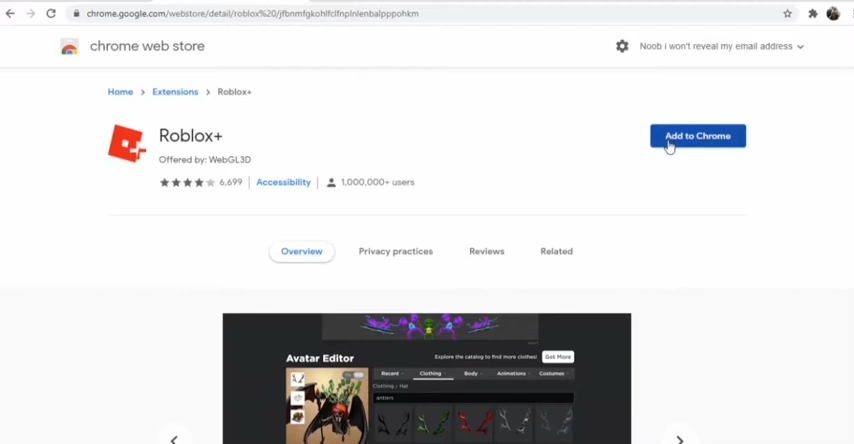 chrome.google.com/webstore/detail/roblox%20/jfbnmfgkohlfclfnplnlenbalpppohkm
chrome web store
Noob i won't reveal my email address
Home > Extensions > Roblox+
Roblox+
Add to Chrome
Offered by: WebGL3D
6,699 | Accessibility | 1,000,000+ users
Overview Privacy practices Reviews Related
Avatar Editor
Explore the catalog to find more clothes!
Get More
Recent Clothing Body Animations Costumes
Clothing › Hat
antlers